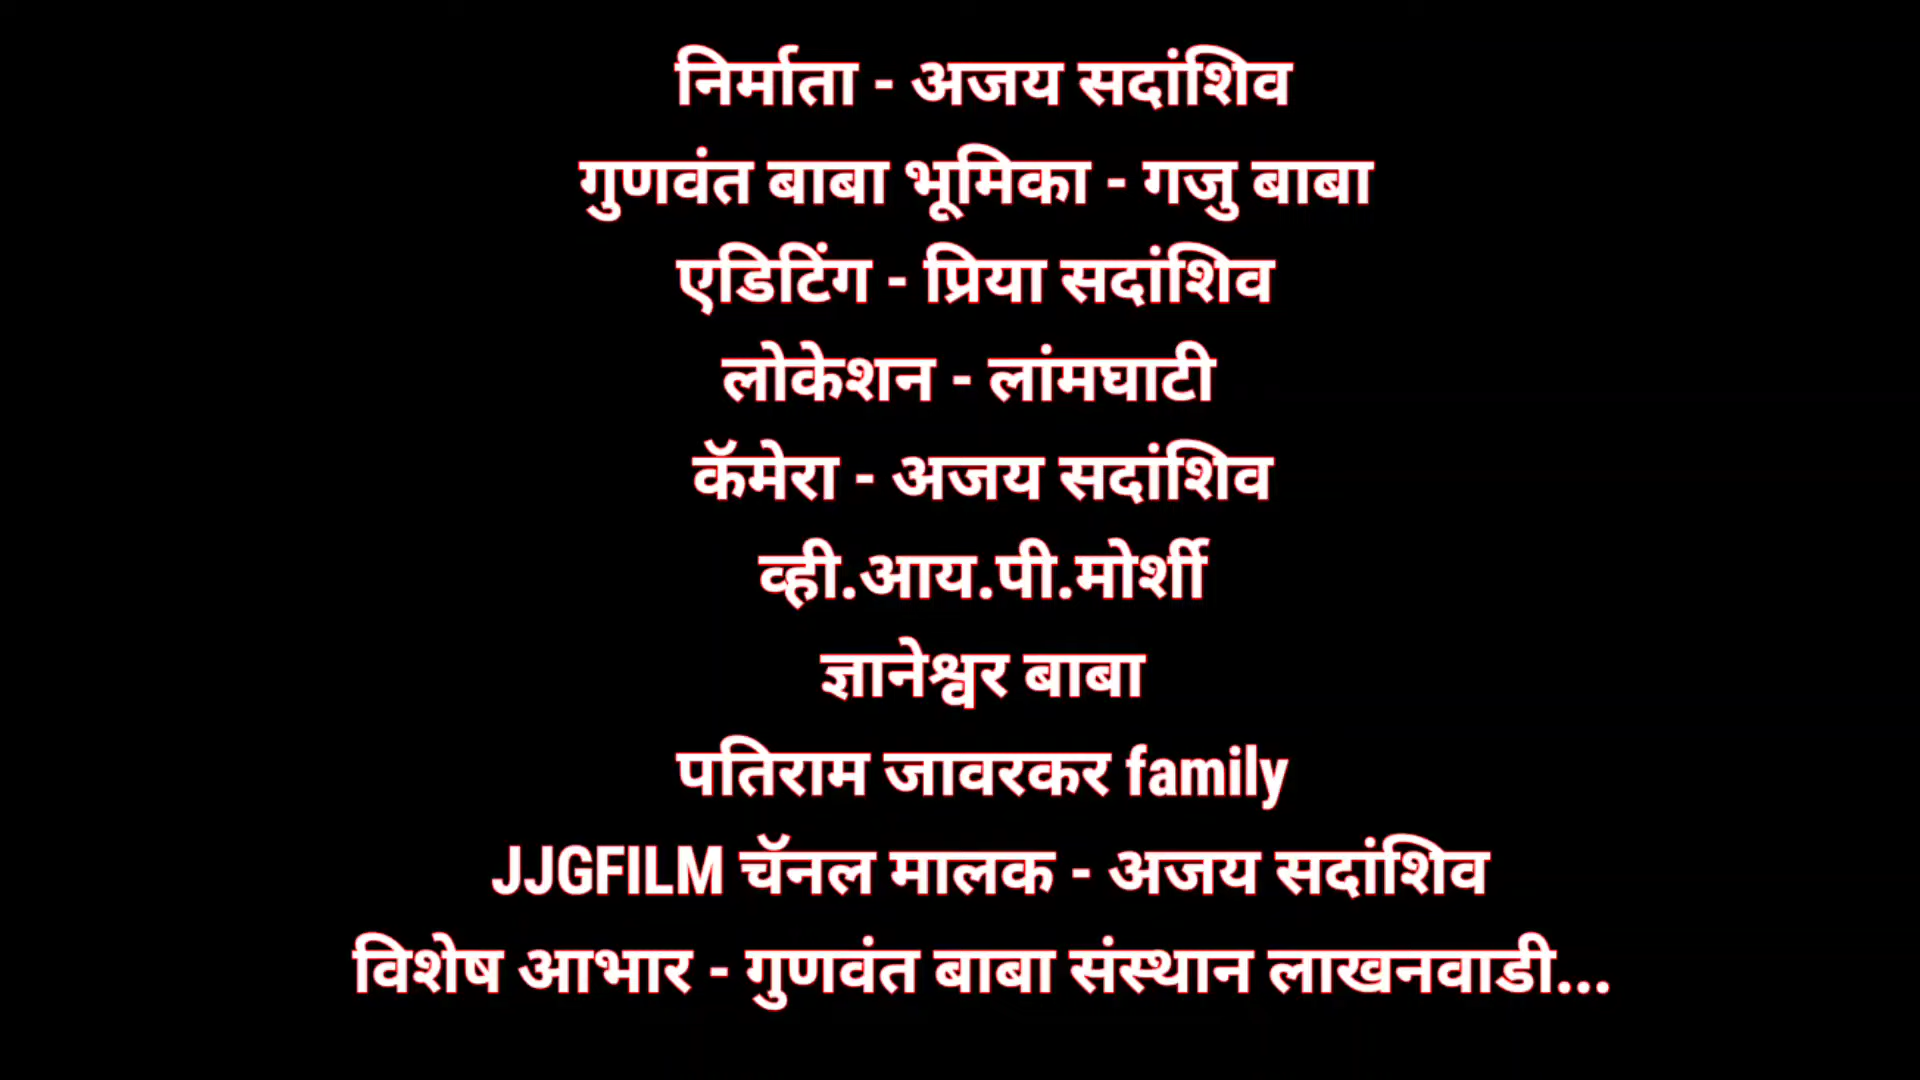 निर्माता - अजय सदांशिव
गुणवंत बाबा भूमिका - गजु बाबा
एडिटिंग - प्रिया सदांशिव
लोकेशन - लांमघाटी
कॅमेरा - अजय सदांशिव
व्ही.आय.पी.मोर्शी
ज्ञानेश्वर बाबा
पतिराम जावरकर family
JJGFILM चॅनल मालक - अजय सदांशिव
विशेष आभार - गुणवंत बाबा संस्थान लाखनवाडी...